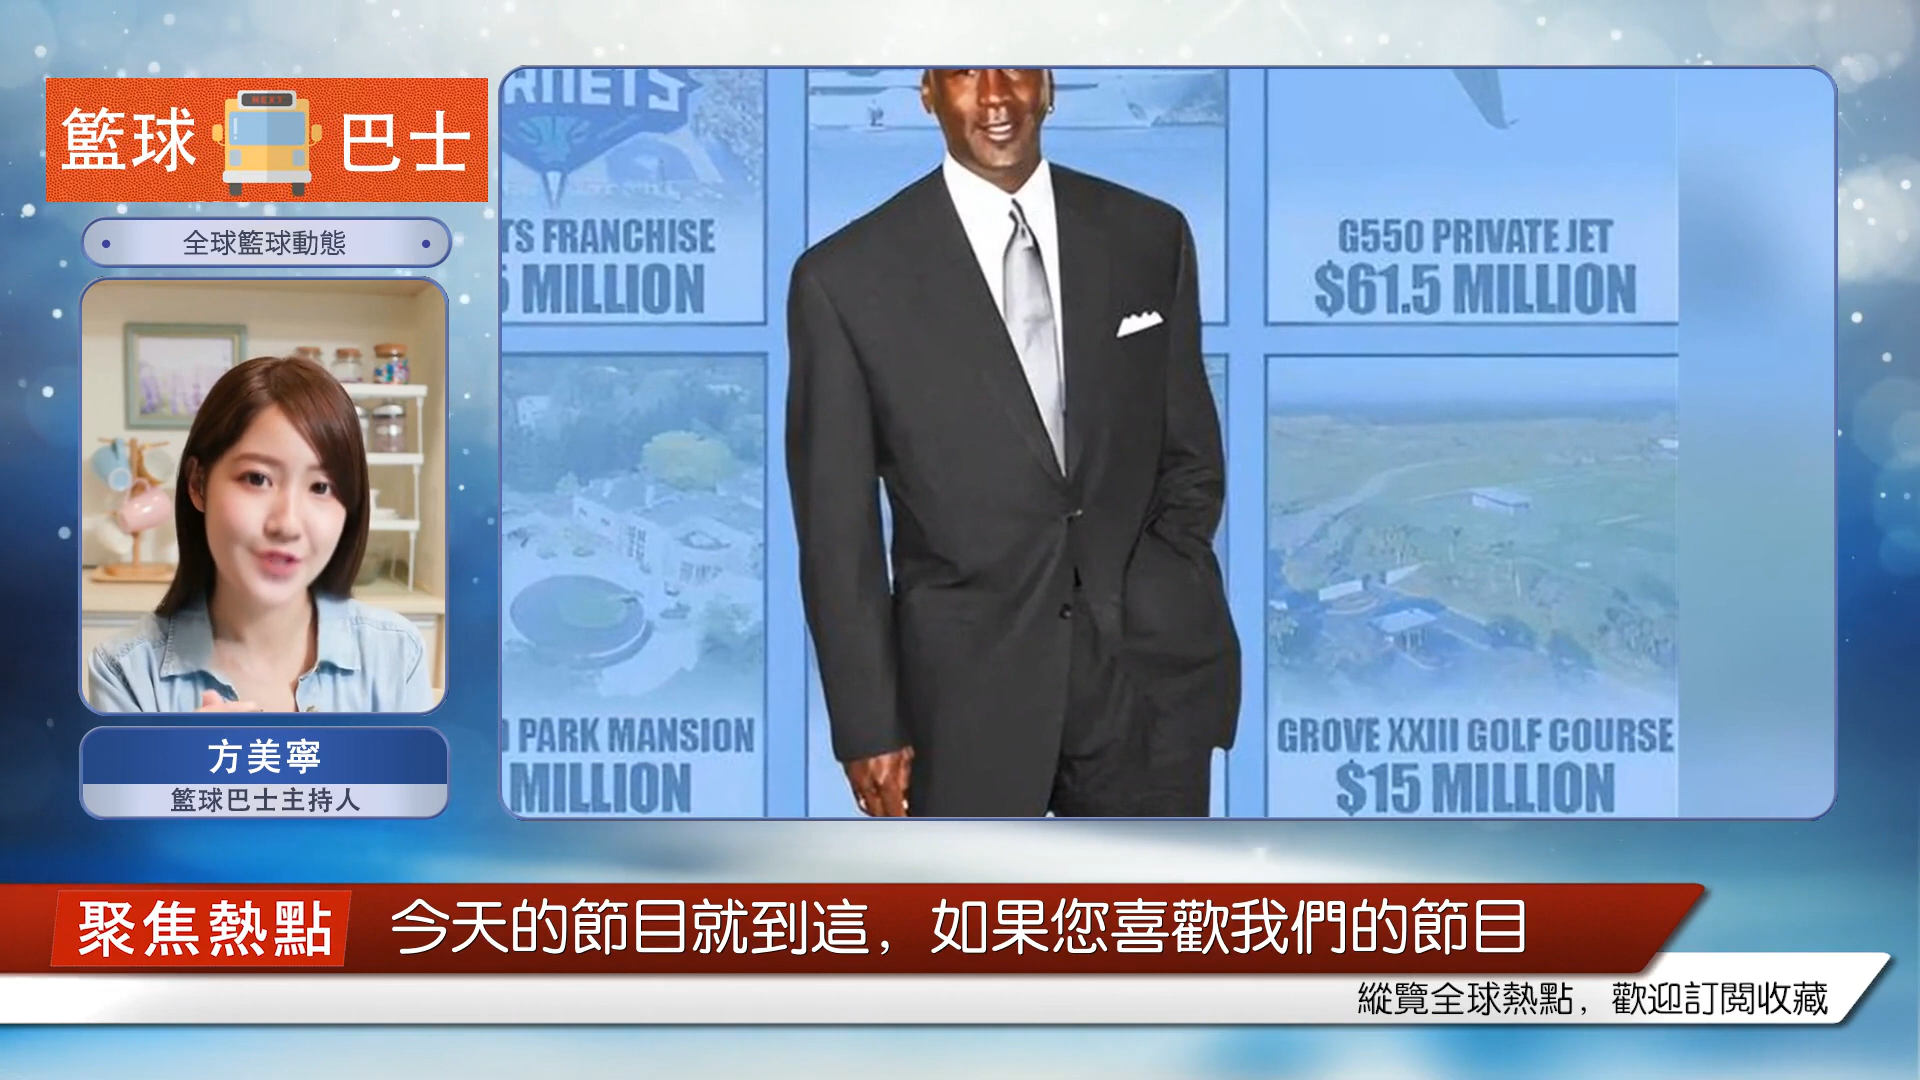 籃球巴士
NEXT
全球籃球動態
方美寧
籃球巴士主持人
RNETS
TS FRANCHISE
5 MILLION
G550 PRIVATE JET
$61.5 MILLION
PARK MANSION
MILLION
GROVE XXIII GOLF COURSE
$15 MILLION
聚焦熱點
今天的節目就到這，如果您喜歡我們的節目
縱覽全球熱點，歡迎訂閱收藏